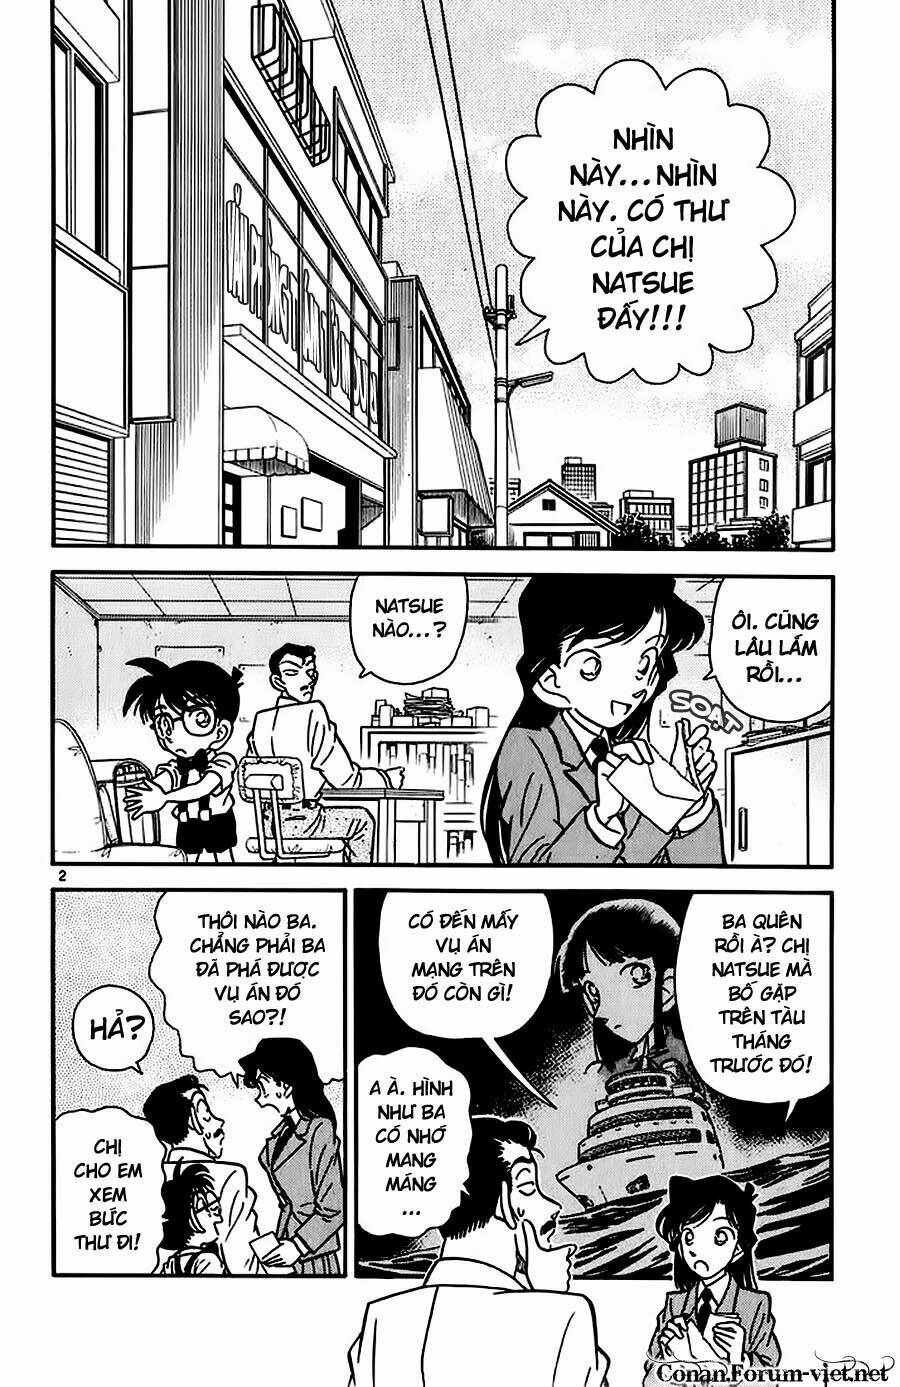 NHÌN
NÀY...NHÌN
NÀY. CÓ THƯ
CỦA CHỊ
NATSUE
ĐẤY!!!
ÔI. CŨNG
LÂU LẮM
RỒI...
SOẠT
NATSUE
NÀO...?
2
BA QUÊN
RỒI À? CHỊ
NATSUE MÀ
BỐ GẶP
TRÊN TÀU
THÁNG
TRƯỚC ĐÓ!
CÓ ĐẾN MẤY
VỤ ÁN
MẠNG TRÊN
ĐÓ CÒN GÌ!
A À. HÌNH
NHƯ BA
CÓ NHỚ
MANG
MÁNG
...
THÔI NÀO BA.
CHẲNG PHẢI BA
ĐÃ PHÁ ĐƯỢC
VỤ ÁN ĐÓ
SAO?!
HẢ?
CHỊ
CHO EM
XEM
BỨC
THƯ ĐI!
Conan.Forum-viet.net